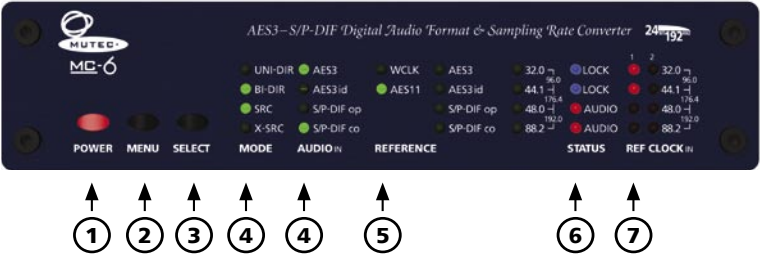 AES3–S/P-DIF Digital Audio Format & Sampling Rate Converter 24 192
MUTEC
MC-6
UNI-DIR AES3 WCLK AES3 32.0 LOCK 1 2 32.0
96.0 96.0
BI-DIR AES3id AES11 AES3id 44.1 LOCK 44.1
176.4 176.4
SRC S/P-DIF op S/P-DIF op 48.0 AUDIO 48.0
192.0 192.0
X-SRC S/P-DIF co S/P-DIF co 88.2 AUDIO 88.2
POWER MENU SELECT MODE AUDIO IN REFERENCE STATUS REF CLOCK IN
1 2 3 4 4 5 6 7